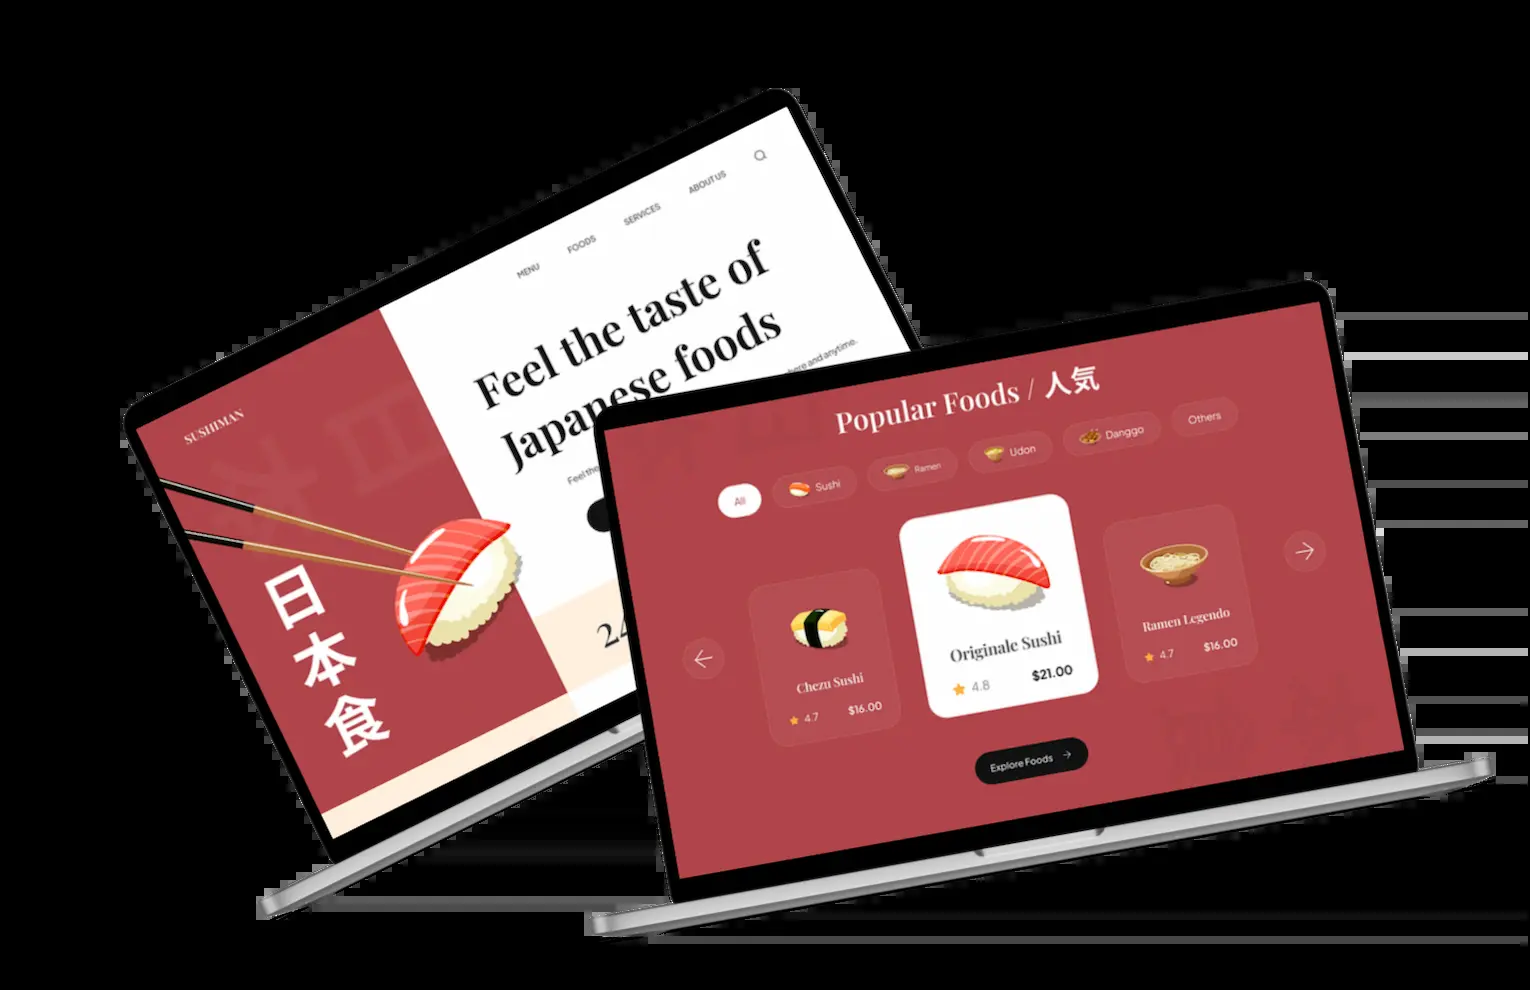 SUSHIMAN
MENU
FOODS
SERVICES
ABOUT US
Feel the taste of
Japanese foods
Feel the
here and anytime.
日
本
食
24
Popular Foods / 人気
All
Sushi
Ramen
Udon
Danggo
Others
Chezu Sushi
4.7
$16.00
Originale Sushi
4.8
$21.00
Ramen Legendo
4.7
$16.00
Explore Foods